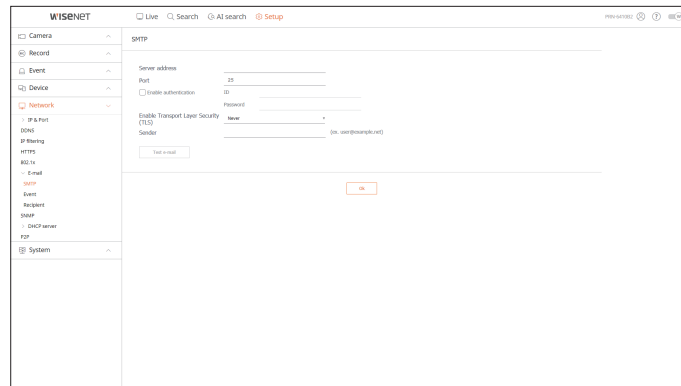 WISENET
Live Search AI search Setup
Camera
Record
Event
Device
Network
IP & Port
DDNS
IP filtering
HTTPS
802.1x
E-mail
SMTP
Event
Recipient
SNMP
DHCP server
P2P
System
SMTP
Server address
Port 25
Enable authentication ID
Password
Enable Transport Layer Security (TLS) Never
Sender (ex. user@example.net)
Test e-mail
Ok